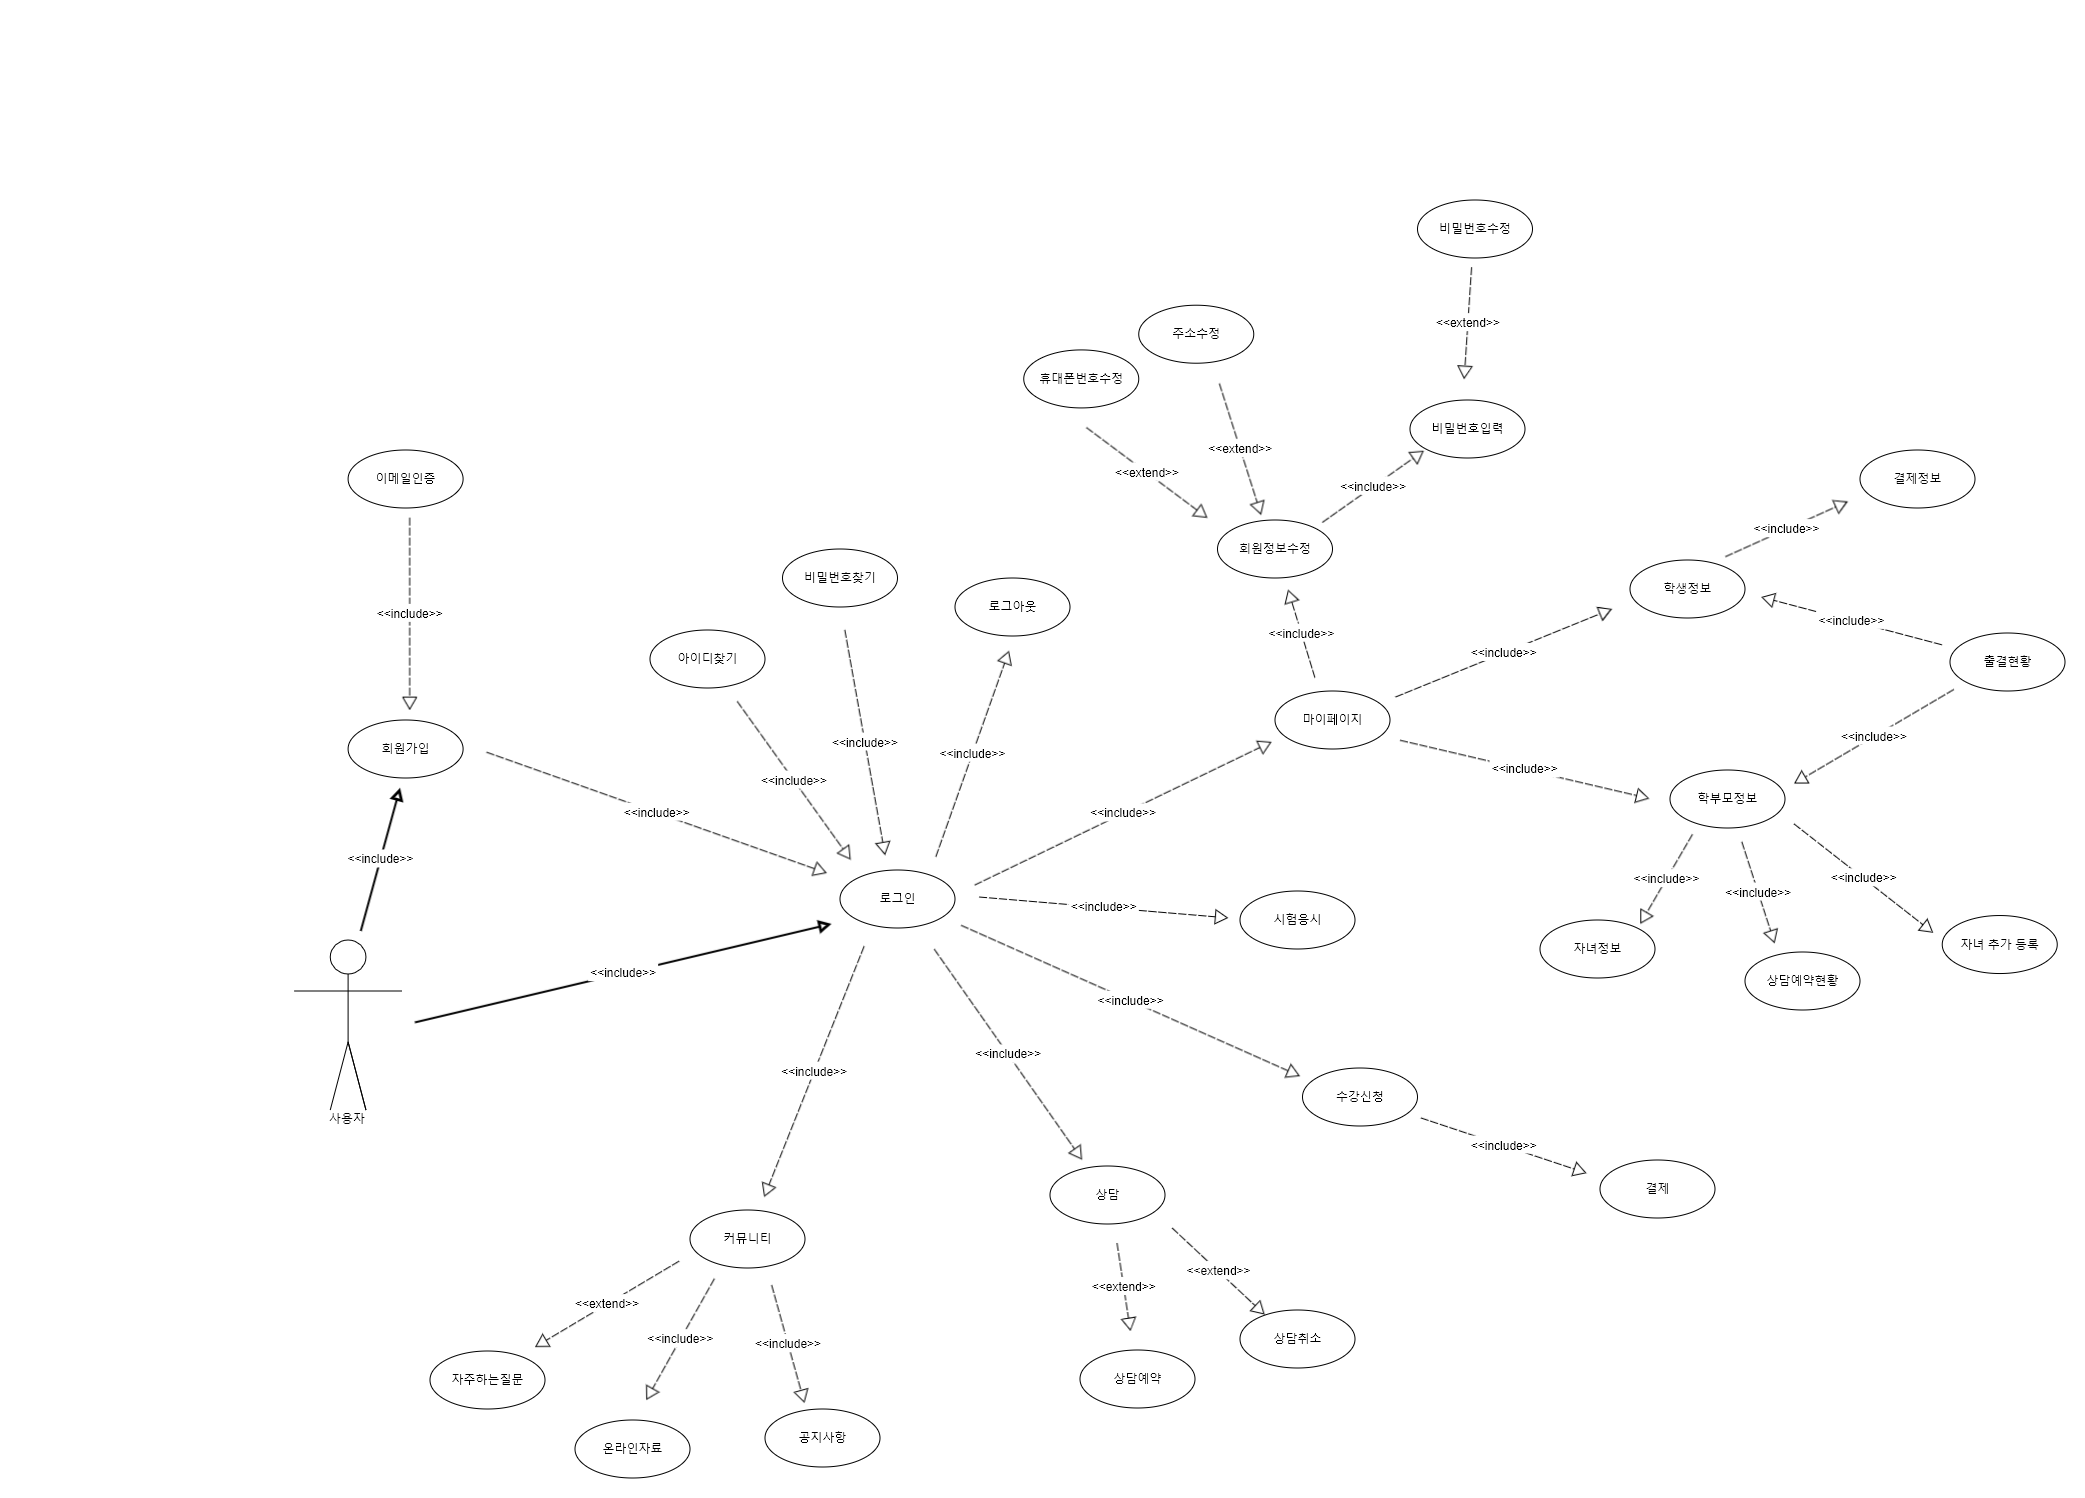 비밀번호수정
<<extend>>
주소수정
휴대폰번호수정
비밀번호입력
<<extend>>
<<extend>>
<<include>>
이메일인증
결제정보
<<include>>
회원정보수정
비밀번호찾기
학생정보
로그아웃
<<include>>
<<include>>
<<include>>
<<include>>
아이디찾기
출결현황
마이페이지
<<include>>
회원가입
<<include>>
<<include>>
<<include>>
<<include>>
학부모정보
<<include>>
<<include>>
<<include>>
<<include>>
<<include>>
<<include>>
<<include>>
로그인
<<include>>
시험응시
자녀정보
자녀 추가 등록
<<include>>
상담예약현황
<<include>>
<<include>>
<<include>>
수강신청
사용자
<<include>>
결제
상담
커뮤니티
<<extend>>
<<extend>>
<<extend>>
<<include>>
<<include>>
상담취소
자주하는질문
상담예약
공지사항
온라인자료